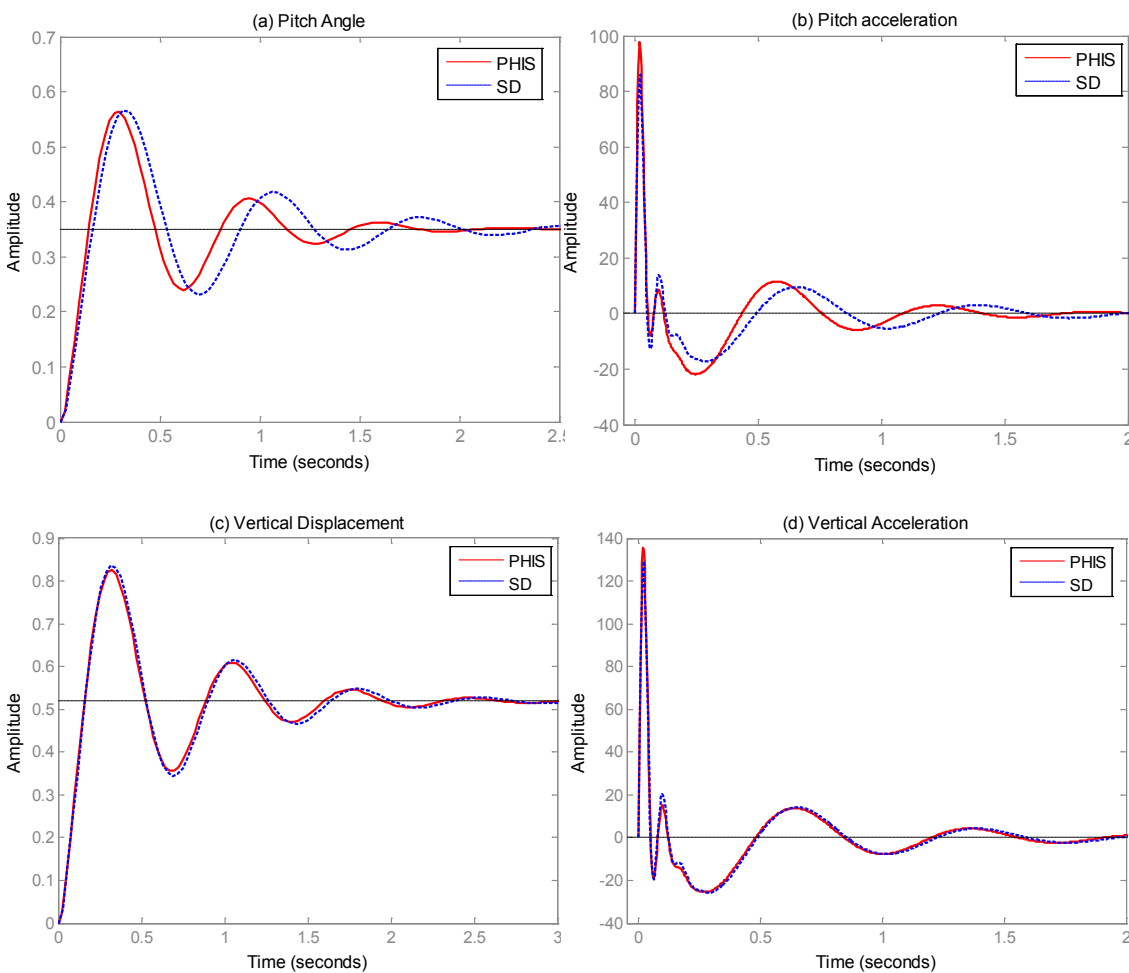 (a) Pitch Angle
0.7
0.6
0.5
0.4
0.3
0.2
0.1
0
0 0.5 1 1.5 2 2.5
Amplitude
Time (seconds)
PHIS
SD
(b) Pitch acceleration
100
80
60
40
20
0
-20
-40
0 0.5 1 1.5 2
Amplitude
Time (seconds)
PHIS
SD
(c) Vertical Displacement
0.9
0.8
0.7
0.6
0.5
0.4
0.3
0.2
0.1
0
0 0.5 1 1.5 2 2.5 3
Amplitude
Time (seconds)
PHIS
SD
(d) Vertical Acceleration
140
120
100
80
60
40
20
0
-20
-40
0 0.5 1 1.5 2
Amplitude
Time (seconds)
PHIS
SD